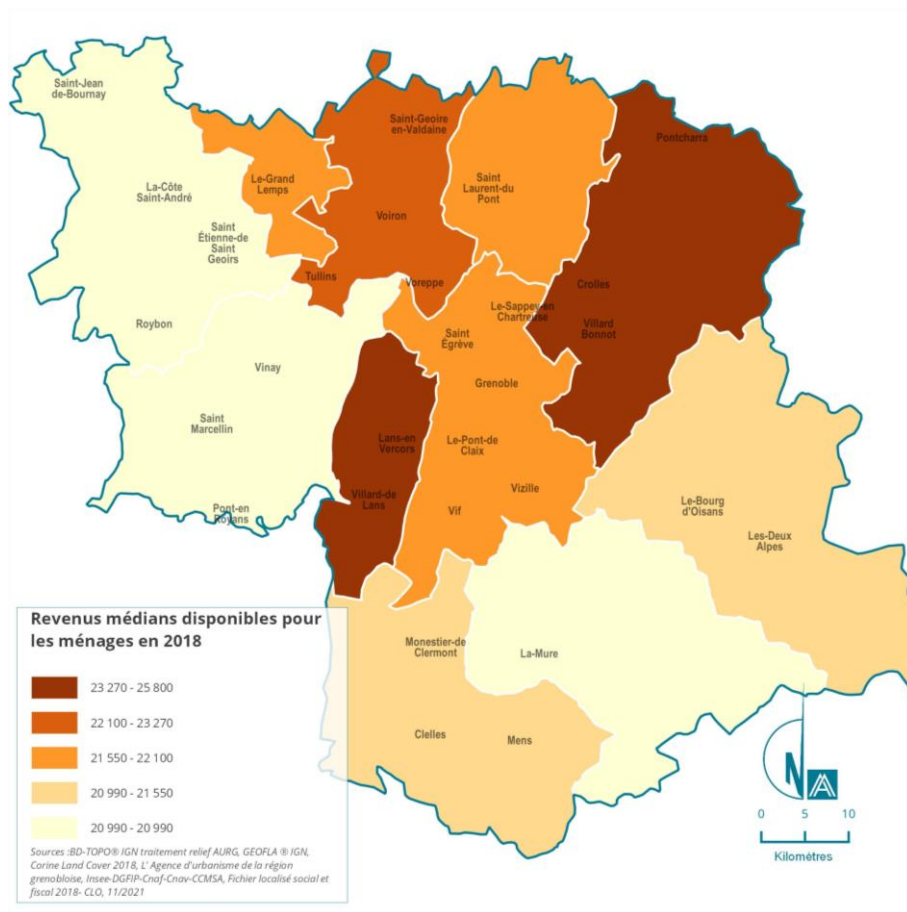 Saint-Jean
de-Bournay
Saint-Geoire
en-Valdaine
Pontcharra
La-Côte
Saint-André
Le-Grand
Lemps
Saint
Laurent-du
Pont
Voiron
Saint
Étienne-de
Saint
Geoirs
Tullins
Voreppe
Crolles
Le-Sappey-en
Chartreuse
Roybon
Saint
Égrève
Villard
Bonnot
Vinay
Grenoble
Saint
Marcellin
Lans-en
Vercors
Le-Pont-de
Claix
Villard-de
Lans
Vizille
Le-Bourg
d'Oisans
Pont-en
Royans
Vif
Les-Deux
Alpes
Monestier-de
Clermont
La-Mure
Clelles
Mens
Revenus médians disponibles pour
les ménages en 2018
23 270 - 25 800
22 100 - 23 270
21 550 - 22 100
20 990 - 21 550
20 990 - 20 990
Sources :BD-TOPO® IGN traitement relief AURG, GEOFLA ® IGN,
Corine Land Cover 2018, L' Agence d'urbanisme de la région
grenobloise, Insee-DGFIP-Cnaf-Cnav-CCMSA, Fichier localisé social et
fiscal 2018- CLO, 11/2021
N
0 5 10
Kilomètres